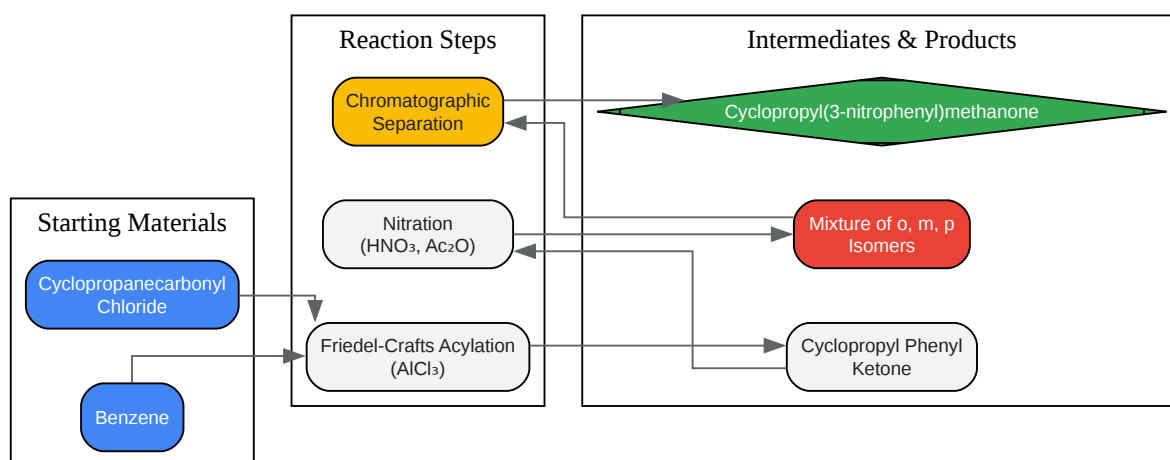 Starting Materials
Cyclopropanecarbonyl
Chloride
Benzene
Reaction Steps
Chromatographic
Separation
Nitration
(HNO₃, Ac₂O)
Friedel-Crafts Acylation
(AlCl₃)
Intermediates & Products
Cyclopropyl(3-nitrophenyl)methanone
Mixture of o, m, p
Isomers
Cyclopropyl Phenyl
Ketone